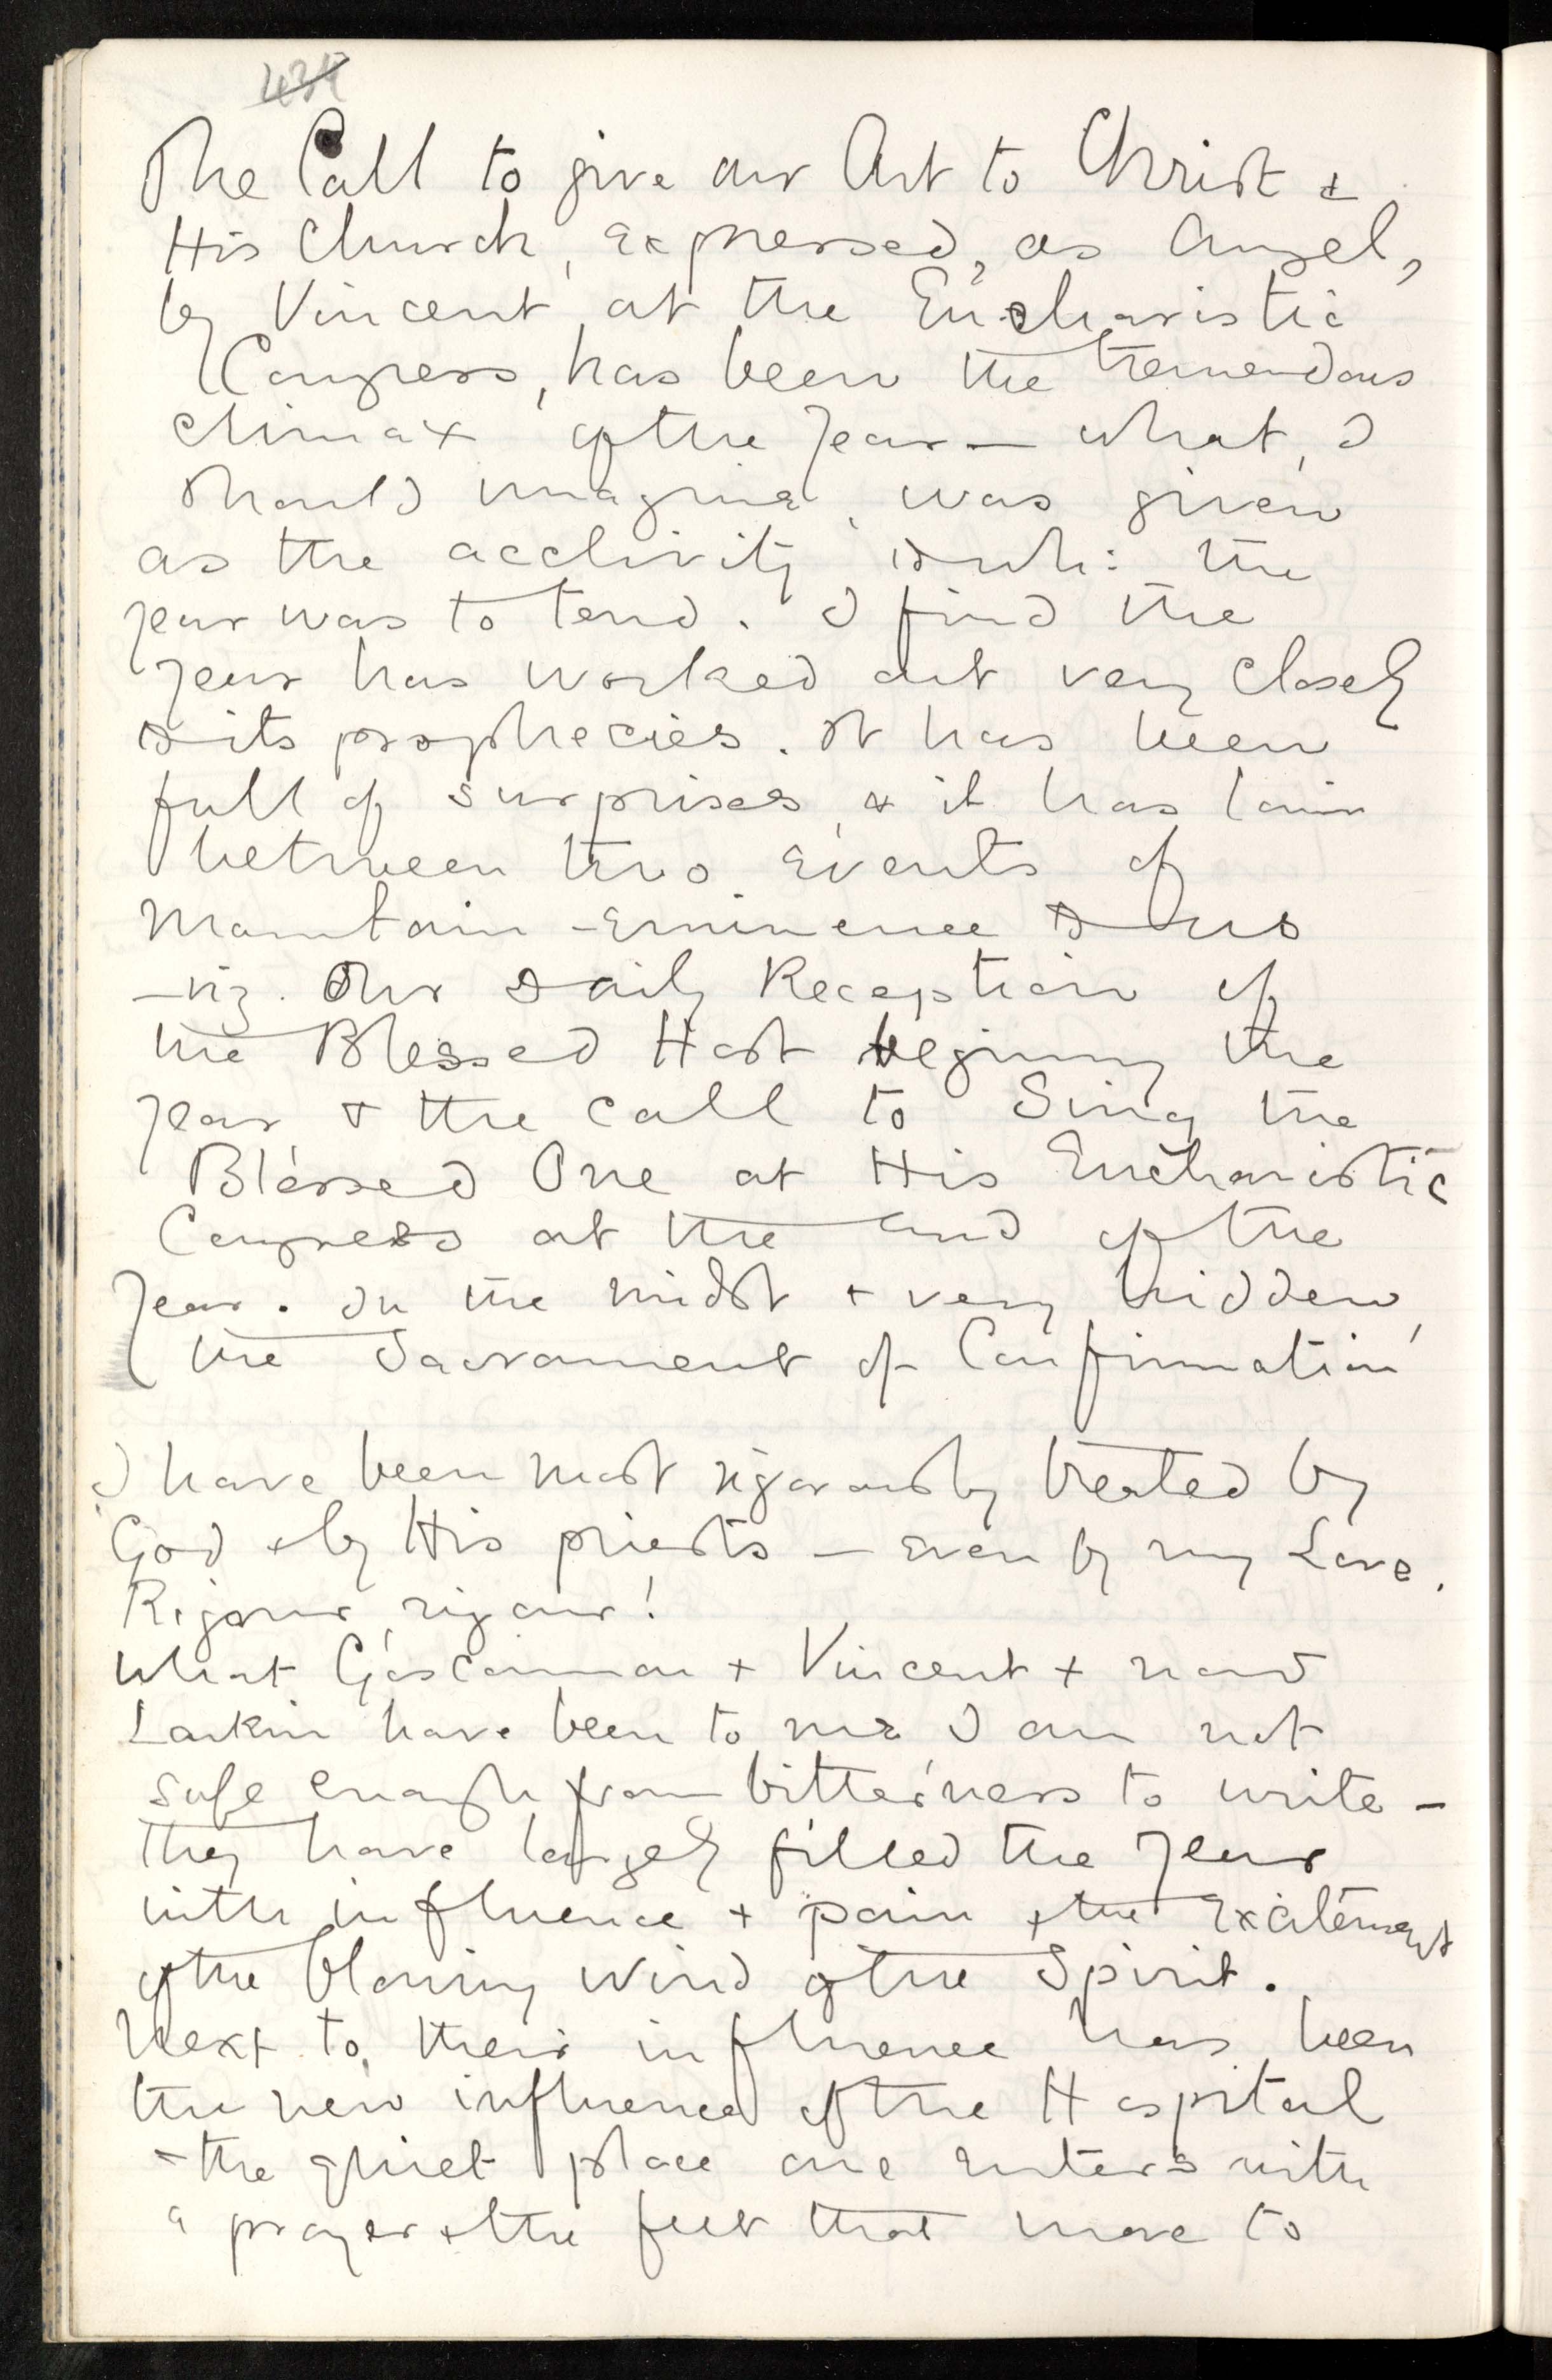 The Call to give our Art to Christ &
His Church, expressed, as Angel,
by Vincent, at the Eucharistic
Congress, has been the tremendous
climax of the Year — what, I
should imagine, was given
as the acclivity to wh: the
year was to tend. I find the
Year has worked out very closely
to its prophecies. It has been
full of surprises, & it has lain
between two events of
Mountain-Eminence to us
— viz. Our daily Reception of
the Blessed Host beginning the
Year & the call to Sing the
Blessed One at His Eucharistic
Congress at the end of the
Year. In the midst & very hidden,
the Sacrament of Confirmation
I have been most rigorously treated by
God & by His priests — even by my Love.
Rigour, rigour!
What Goscannon & Vincent & now
Larkin have been to me I am not
safe enough from bitterness to write —
They have largely filled the Year
with influence & pain & the Excitement
of the blowing Wind of the Spirit.
Next to their influence has been
the new influence of the Hospital
- the quiet place one enters with
a prayer & the feet that move to